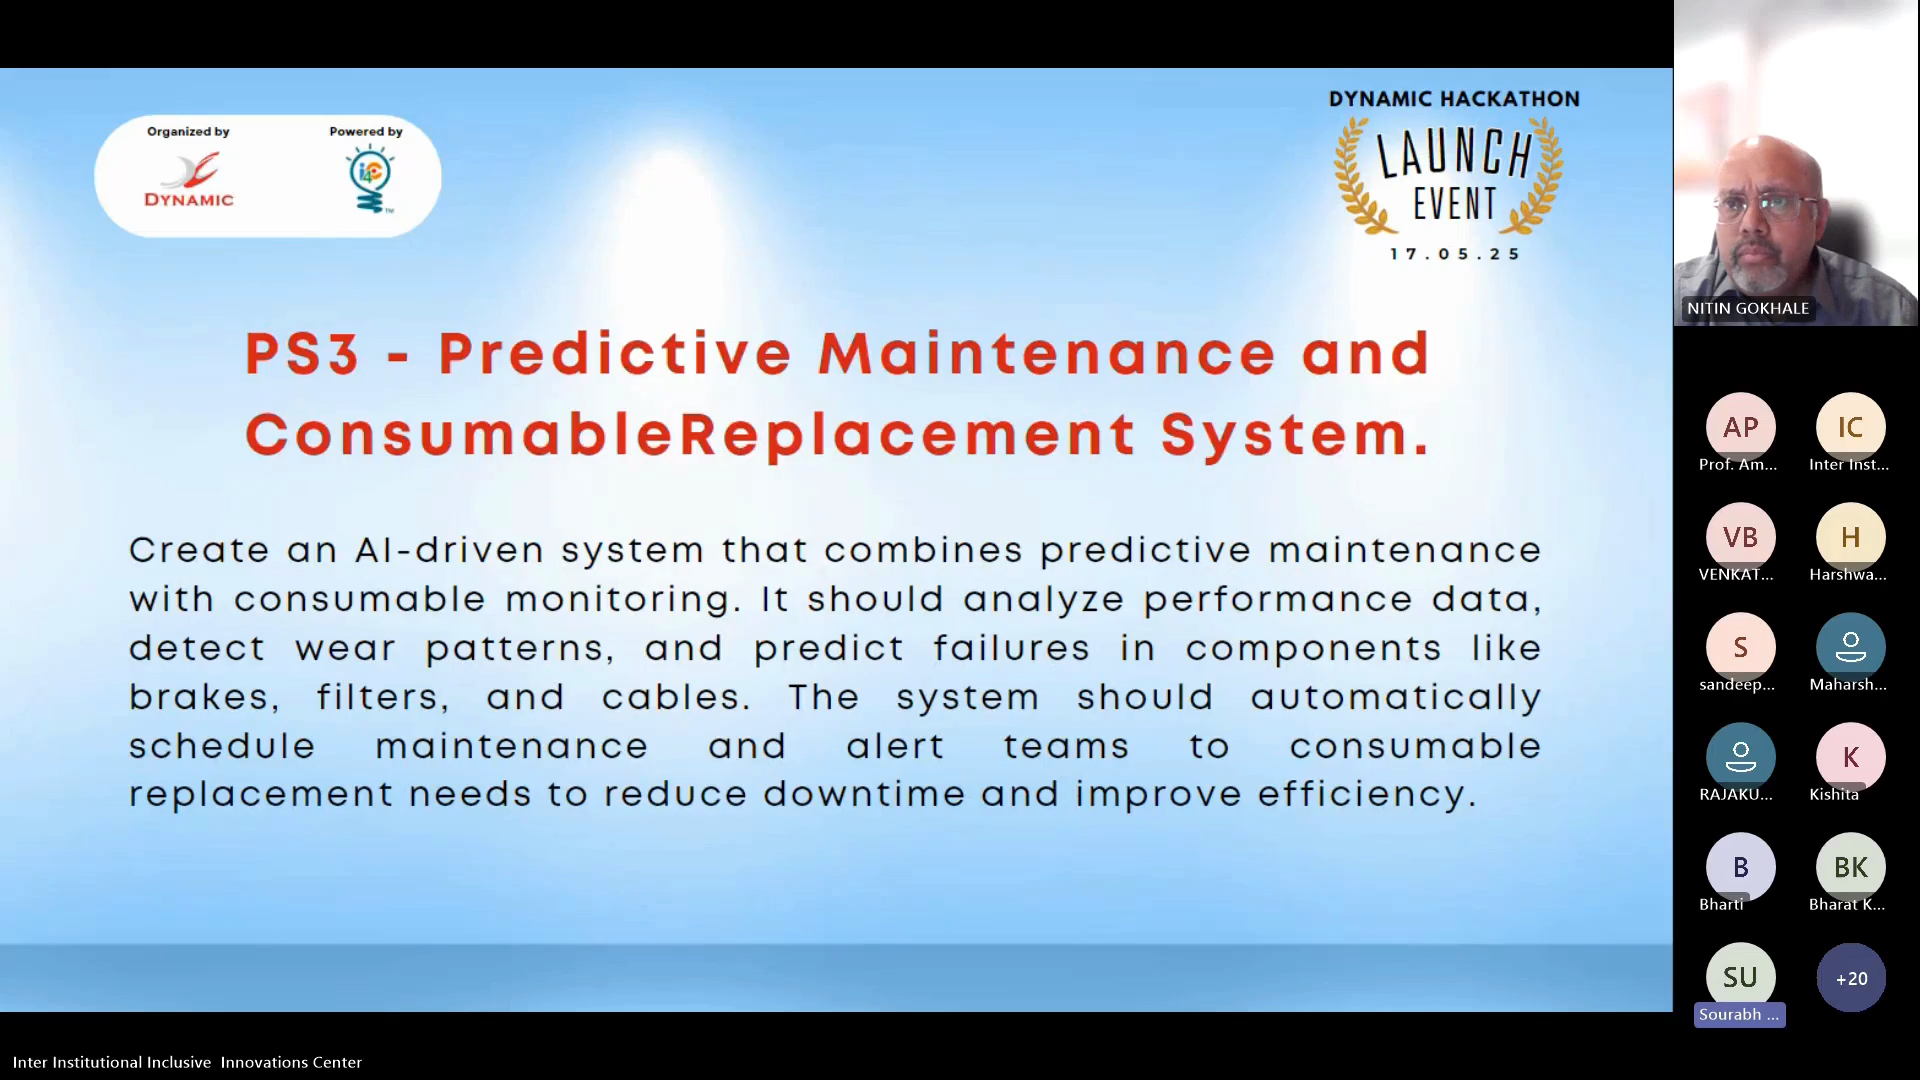 Organized by
Powered by
DYNAMIC
i4C
TM
DYNAMIC HACKATHON
LAUNCH
EVENT
17.05.25
PS3 - Predictive Maintenance and
ConsumableReplacement System.
Create an AI-driven system that combines predictive maintenance
with consumable monitoring. It should analyze performance data,
detect wear patterns, and predict failures in components like
brakes, filters, and cables. The system should automatically
schedule maintenance and alert teams to consumable
replacement needs to reduce downtime and improve efficiency.
NITIN GOKHALE
AP
IC
Prof. Am...
Inter Inst...
VB
H
VENKAT...
Harshwa...
S
sandeep...
Maharsh...
K
RAJAKU...
Kishita
B
BK
Bharti
Bharat K...
SU
+20
Sourabh ...
Inter Institutional Inclusive Innovations Center